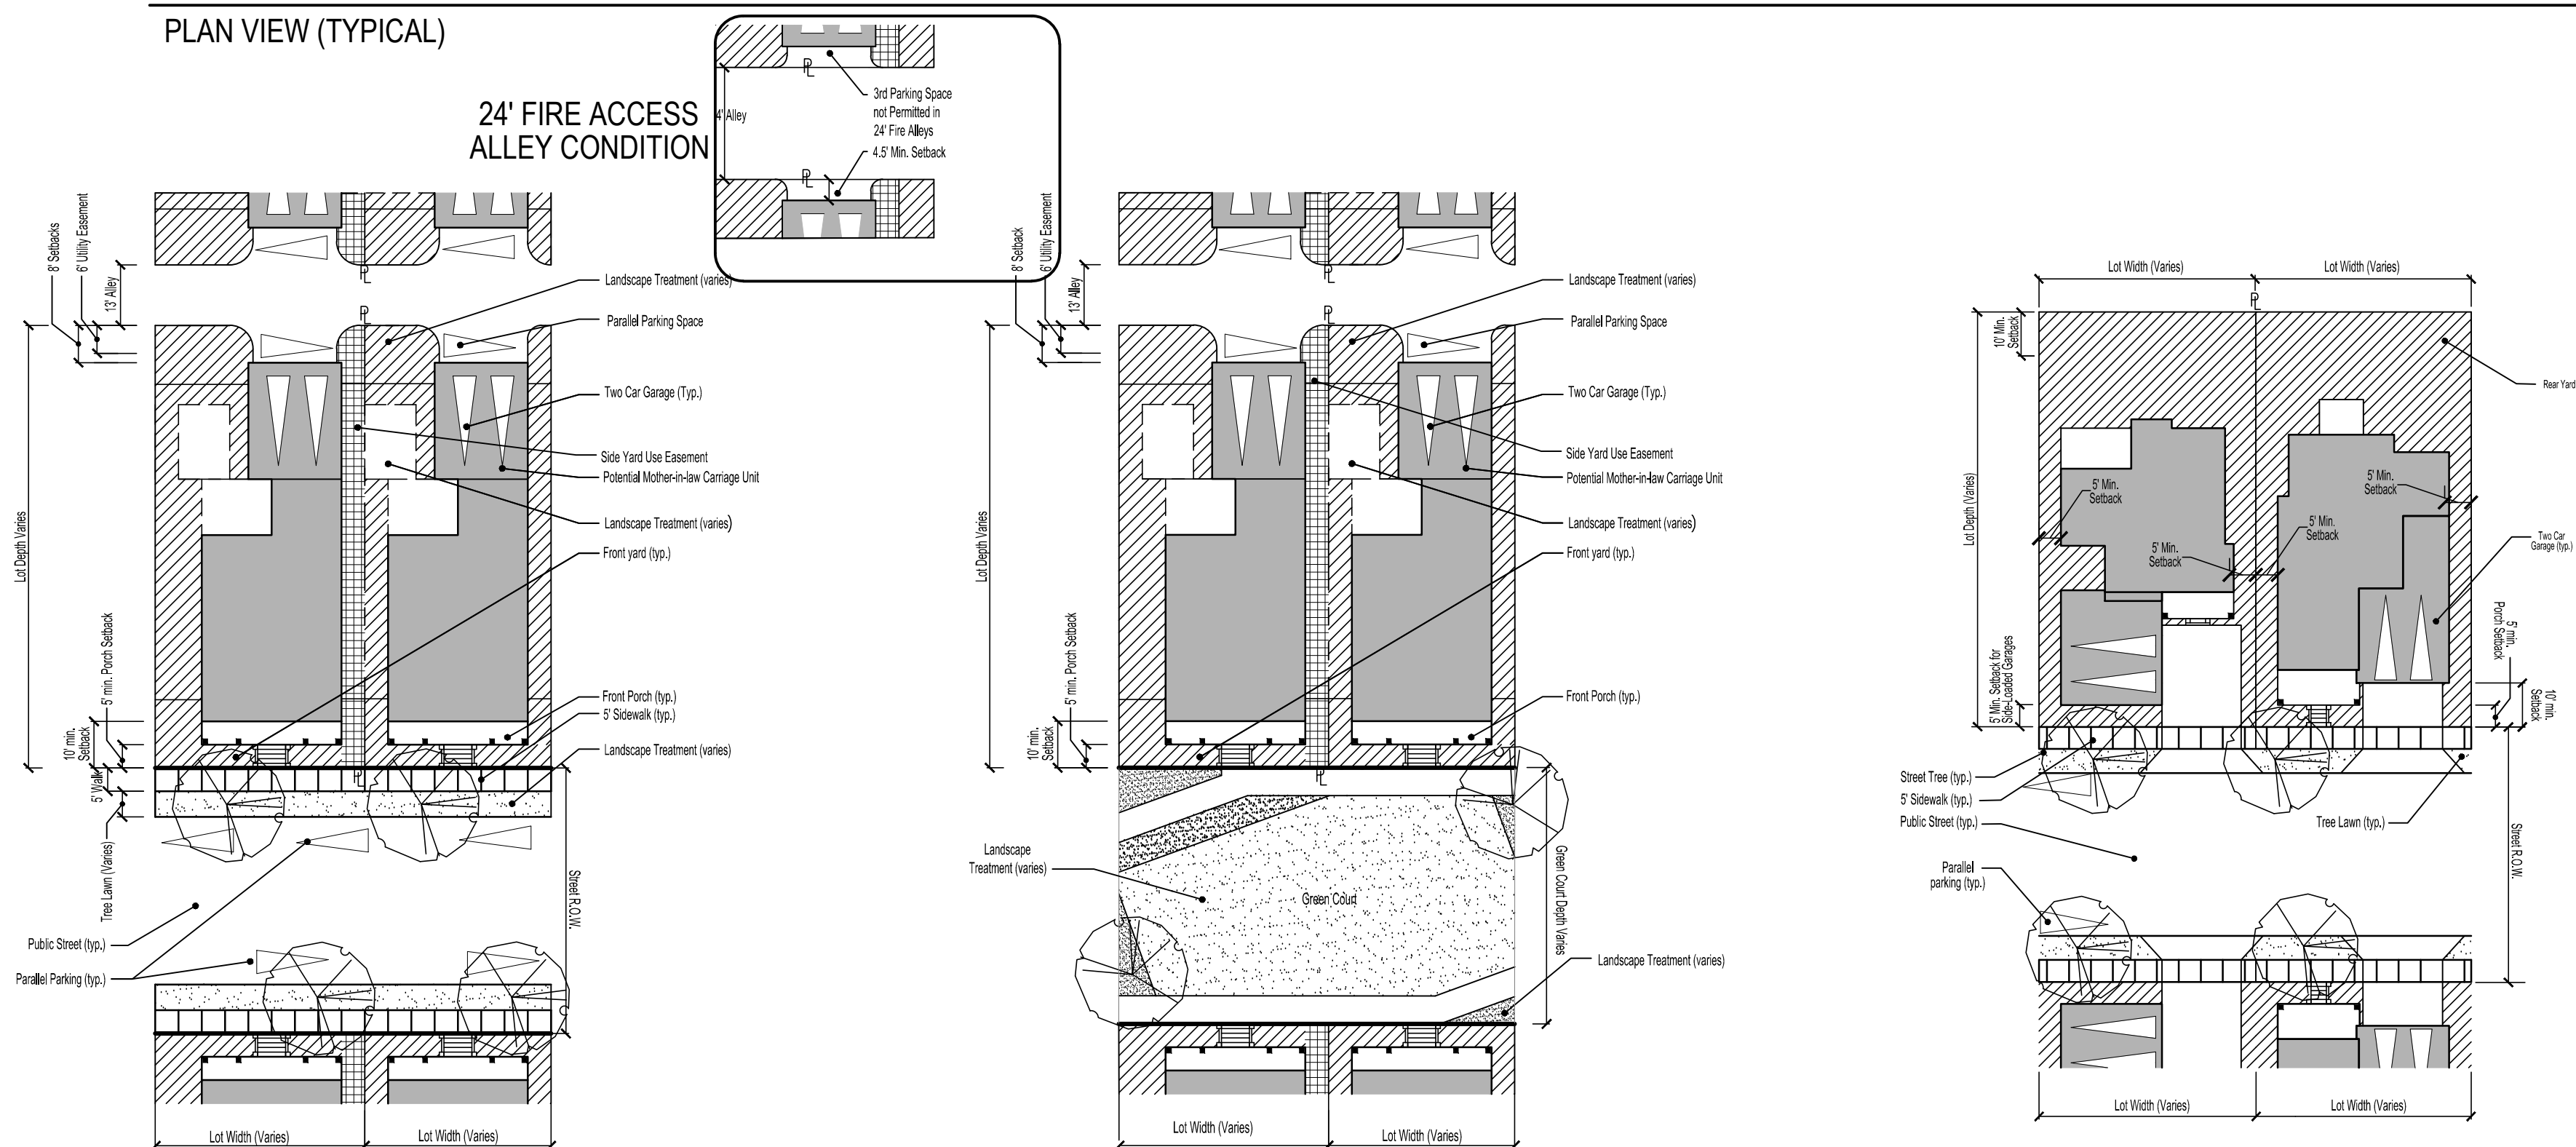 PLAN VIEW (TYPICAL)
24' FIRE ACCESS
ALLEY CONDITION
4' Alley
3rd Parking Space
not Permitted in
24' Fire Alleys
4.5' Min. Setback
PL
PL
8' Setbacks
6' Utility Easement
13' Alley
PL
PL
Landscape Treatment (varies)
Parallel Parking Space
Two Car Garage (Typ.)
Side Yard Use Easement
Potential Mother-in-law Carriage Unit
Landscape Treatment (varies)
Front yard (typ.)
Lot Depth Varies
5' min. Porch Setback
10' min.
Setback
5' Walk
Tree Lawn (Varies)
Front Porch (typ.)
5' Sidewalk (typ.)
Landscape Treatment (varies)
PL
Street R.O.W.
Public Street (typ.)
Parallel Parking (typ.)
Lot Width (Varies)
Lot Width (Varies)
8' Setback
6' Utility Easement
13' Alley
PL
PL
Landscape Treatment (varies)
Parallel Parking Space
Two Car Garage (Typ.)
Side Yard Use Easement
Potential Mother-in-law Carriage Unit
Landscape Treatment (varies)
Front yard (typ.)
Lot Depth Varies
5' min. Porch Setback
10' min.
Setback
Front Porch (typ.)
PL
Landscape
Treatment (varies)
Green Court
Green Court Depth Varies
Landscape Treatment (varies)
Lot Width (Varies)
Lot Width (Varies)
Lot Width (Varies)
Lot Width (Varies)
PL
10' Min.
Setback
Rear Yard
Lot Depth (Varies)
5' Min.
Setback
5' Min.
Setback
5' Min.
Setback
5' Min.
Setback
Two Car
Garage (typ.)
5' Min. Setback for
Side-Loaded Garages
5' min.
Porch Setback
10' min.
Setback
Street Tree (typ.)
5' Sidewalk (typ.)
Public Street (typ.)
Tree Lawn (typ.)
Parallel
parking (typ.)
Street R.O.W.
Lot Width (Varies)
Lot Width (Varies)